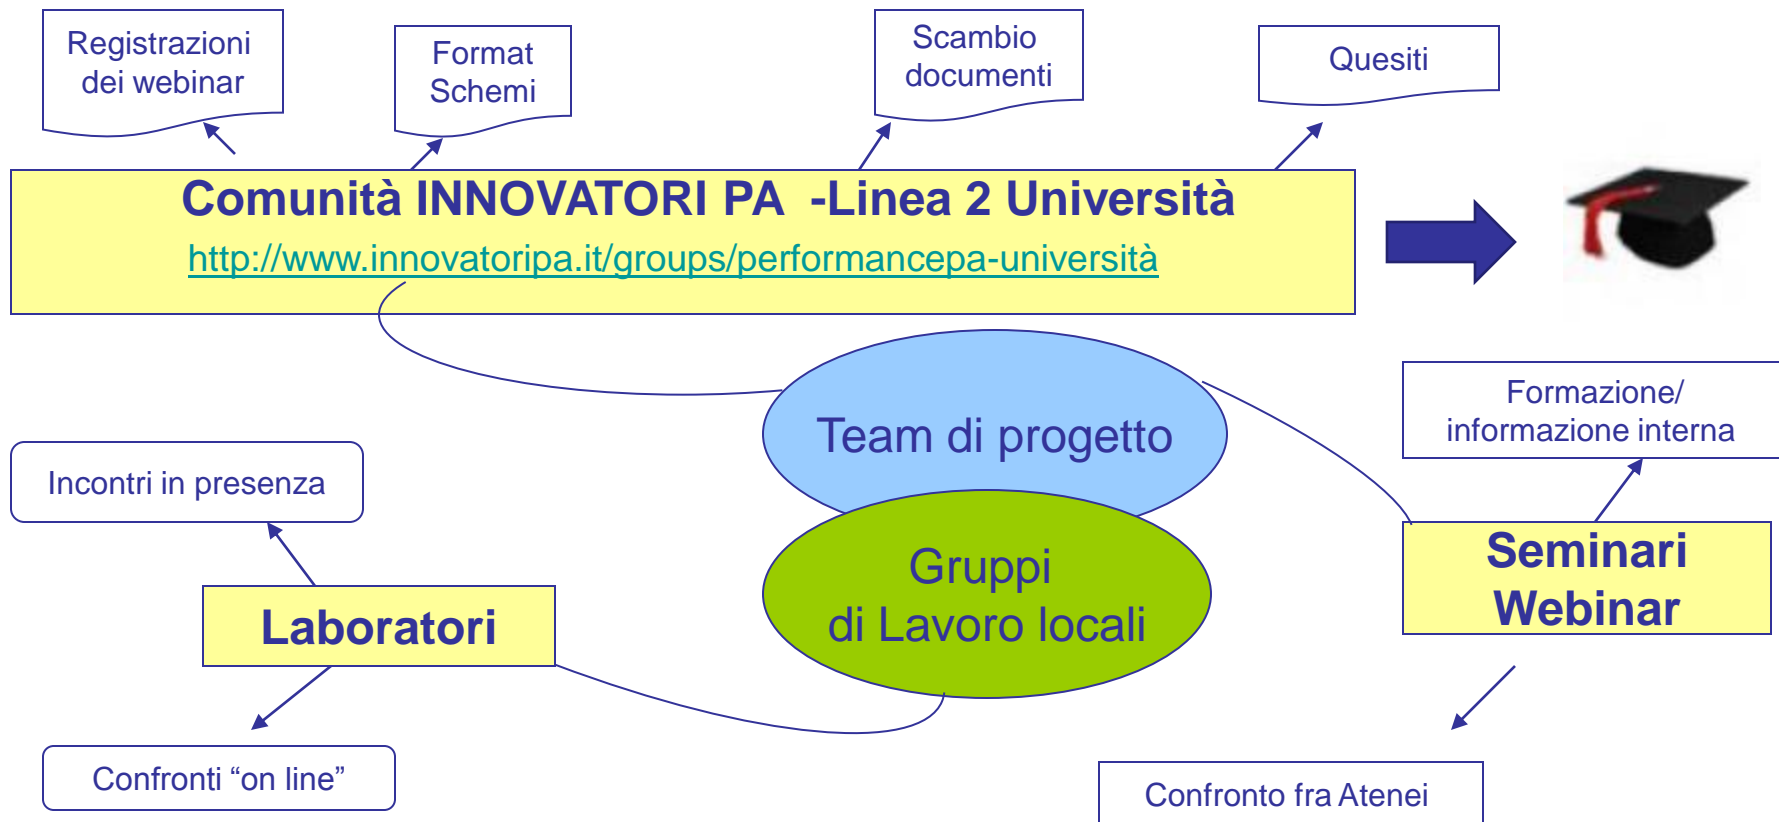 Registrazioni
dei webinar
Format
Schemi
Scambio
documenti
Quesiti
Comunità INNOVATORI PA -Linea 2 Università
http://www.innovatoripa.it/groups/performancepa-università
Team di progetto
Formazione/
informazione interna
Incontri in presenza
Gruppi
di Lavoro locali
Seminari
Webinar
Laboratori
Confronti “on line”
Confronto fra Atenei